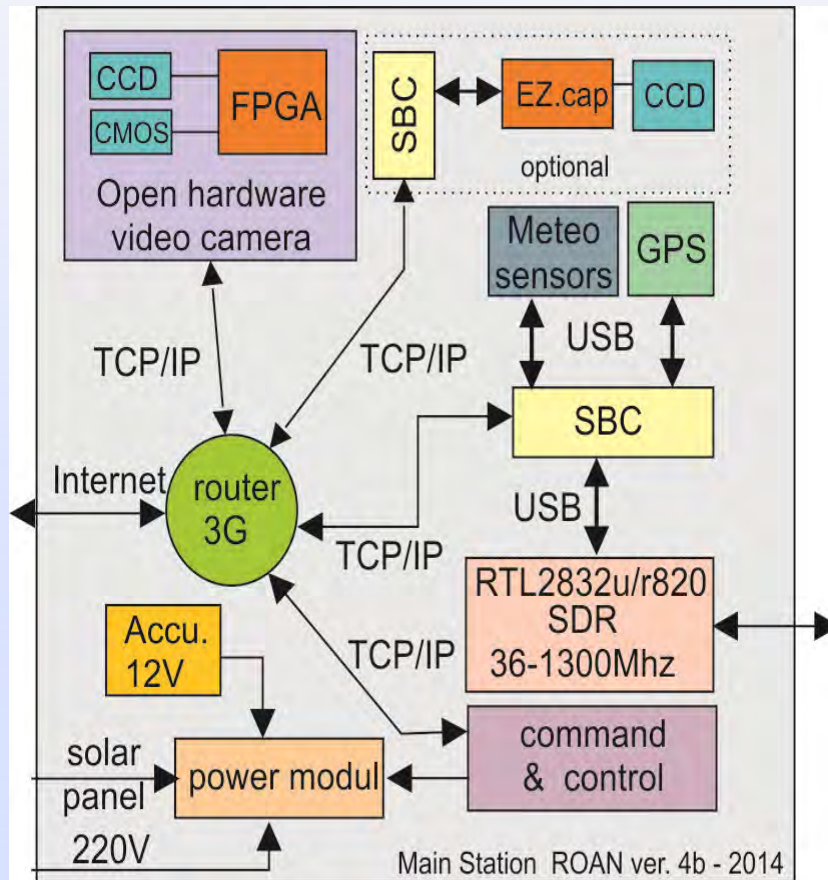 CCD
CMOS
FPGA
Open hardware
video camera
SBC
EZ.cap
CCD
optional
Meteo
sensors
GPS
TCP/IP
TCP/IP
USB
SBC
Internet
router
3G
TCP/IP
USB
RTL2832u/r820
SDR
36-1300Mhz
Accu.
12V
TCP/IP
solar
panel
power modul
command
& control
220V
Main Station ROAN ver. 4b - 2014